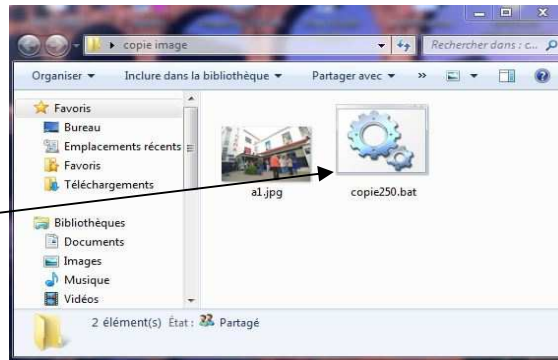 copie image
Rechercher dans : c...
Organiser
Inclure dans la bibliothèque
Partager avec
»
Favoris
Bureau
Emplacements récents
Favoris
Téléchargements
Bibliothèques
Documents
Images
Musique
Vidéos
a1.jpg
copie250.bat
2 élément(s) État : Partagé